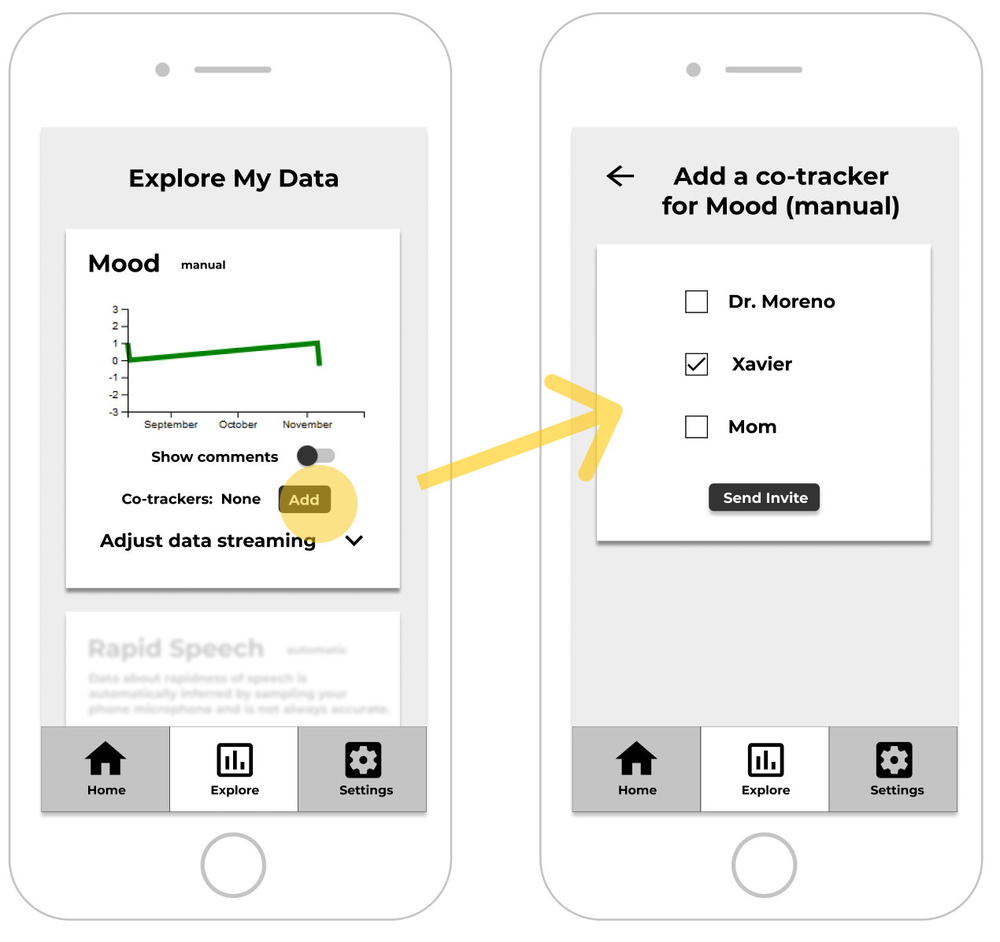 Explore My Data
Mood manual
3
2
1
0
-1
-2
-3
September October November
Show comments
Co-trackers: None Add
Adjust data streaming
Rapid Speech automatic
Data about rapidness of speech is
automatically inferred by sampling your
phone microphone and is not always accurate.
Home Explore Settings
Add a co-tracker
for Mood (manual)
Dr. Moreno
Xavier
Mom
Send Invite
Home Explore Settings